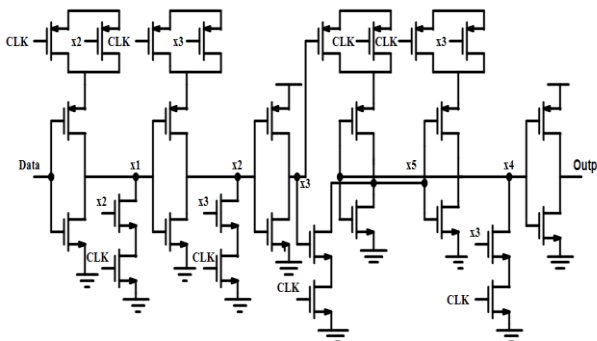 CLK x2 CLK x3 CLK CLK x3
Data x1 x2 x3 x5 x4 Outp
x2 x3 x3
CLK CLK CLK CLK